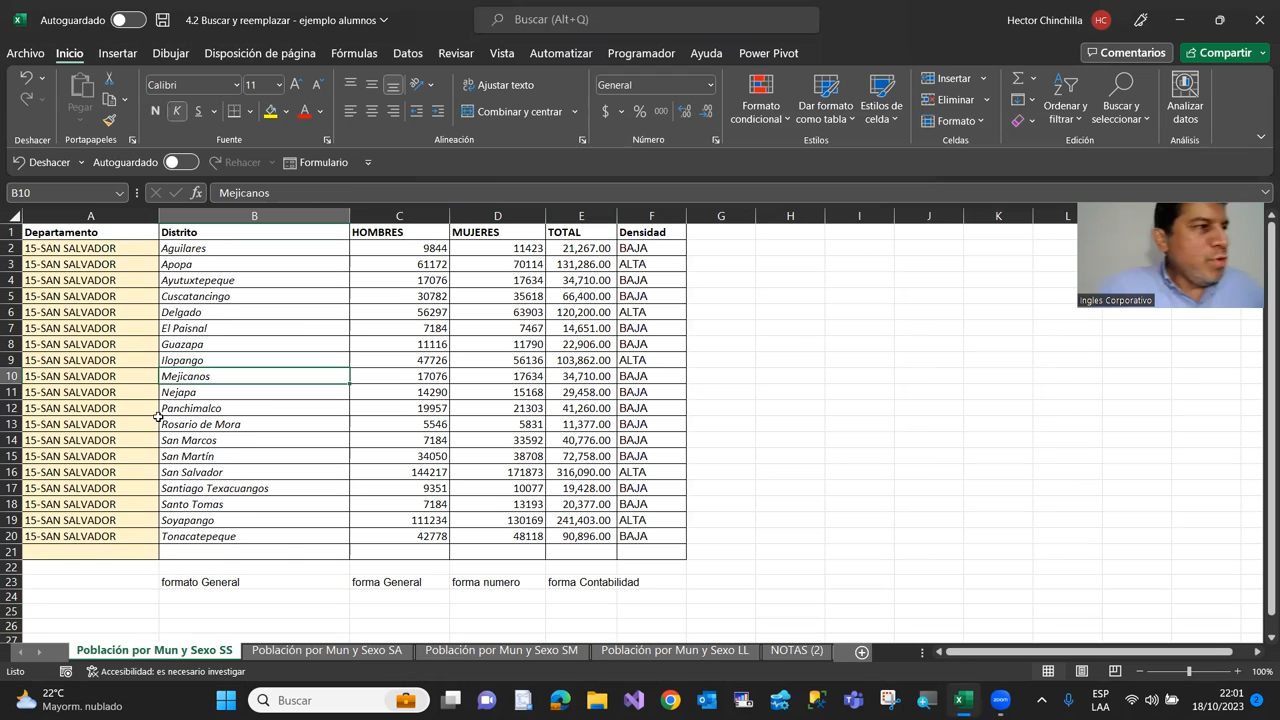 Autoguardado 4.2 Buscar y reemplazar - ejemplo alumnos Buscar (Alt+Q) Hector Chinchilla HC
Archivo Inicio Insertar Dibujar Disposición de página Fórmulas Datos Revisar Vista Automatizar Programador Ayuda Power Pivot Comentarios Compartir
Calibri 11 Ajustar texto General Insertar
Pegar Formato Dar formato Estilos de Eliminar Ordenar y Buscar y Analizar
N K S Combinar y centrar $ % 000 condicional como tabla celda Formato filtrar seleccionar datos
Deshacer Portapapeles Fuente Alineación Número Estilos Celdas Edición Análisis
Deshacer Autoguardado Rehacer Formulario
B10 fx Mejicanos
A B C D E F G H I J K L
1 Departamento Distrito HOMBRES MUJERES TOTAL Densidad
2 15-SAN SALVADOR Aguilares 9844 11423 21,267.00 BAJA
3 15-SAN SALVADOR Apopa 61172 70114 131,286.00 ALTA
4 15-SAN SALVADOR Ayutuxtepeque 17076 17634 34,710.00 BAJA
5 15-SAN SALVADOR Cuscatancingo 30782 35618 66,400.00 BAJA
6 15-SAN SALVADOR Delgado 56297 63903 120,200.00 ALTA
7 15-SAN SALVADOR El Paisnal 7184 7467 14,651.00 BAJA
8 15-SAN SALVADOR Guazapa 11116 11790 22,906.00 BAJA
9 15-SAN SALVADOR Ilopango 47726 56136 103,862.00 ALTA
10 15-SAN SALVADOR Mejicanos 17076 17634 34,710.00 BAJA
11 15-SAN SALVADOR Nejapa 14290 15168 29,458.00 BAJA
12 15-SAN SALVADOR Panchimalco 19957 21303 41,260.00 BAJA
13 15-SAN SALVADOR Rosario de Mora 5546 5831 11,377.00 BAJA
14 15-SAN SALVADOR San Marcos 7184 33592 40,776.00 BAJA
15 15-SAN SALVADOR San Martín 34050 38708 72,758.00 BAJA
16 15-SAN SALVADOR San Salvador 144217 171873 316,090.00 ALTA
17 15-SAN SALVADOR Santiago Texacuangos 9351 10077 19,428.00 BAJA
18 15-SAN SALVADOR Santo Tomas 7184 13193 20,377.00 BAJA
19 15-SAN SALVADOR Soyapango 111234 130169 241,403.00 ALTA
20 15-SAN SALVADOR Tonacatepeque 42778 48118 90,896.00 BAJA
21
22
23 formato General forma General forma numero forma Contabilidad
24
25
26
27
Ingles Corporativo
Población por Mun y Sexo SS Población por Mun y Sexo SA Población por Mun y Sexo SM Población por Mun y Sexo LL NOTAS (2)
Listo Accesibilidad: es necesario investigar 100%
22°C
Mayorm. nublado
Buscar
ESP
LAA
22:01
18/10/2023
2